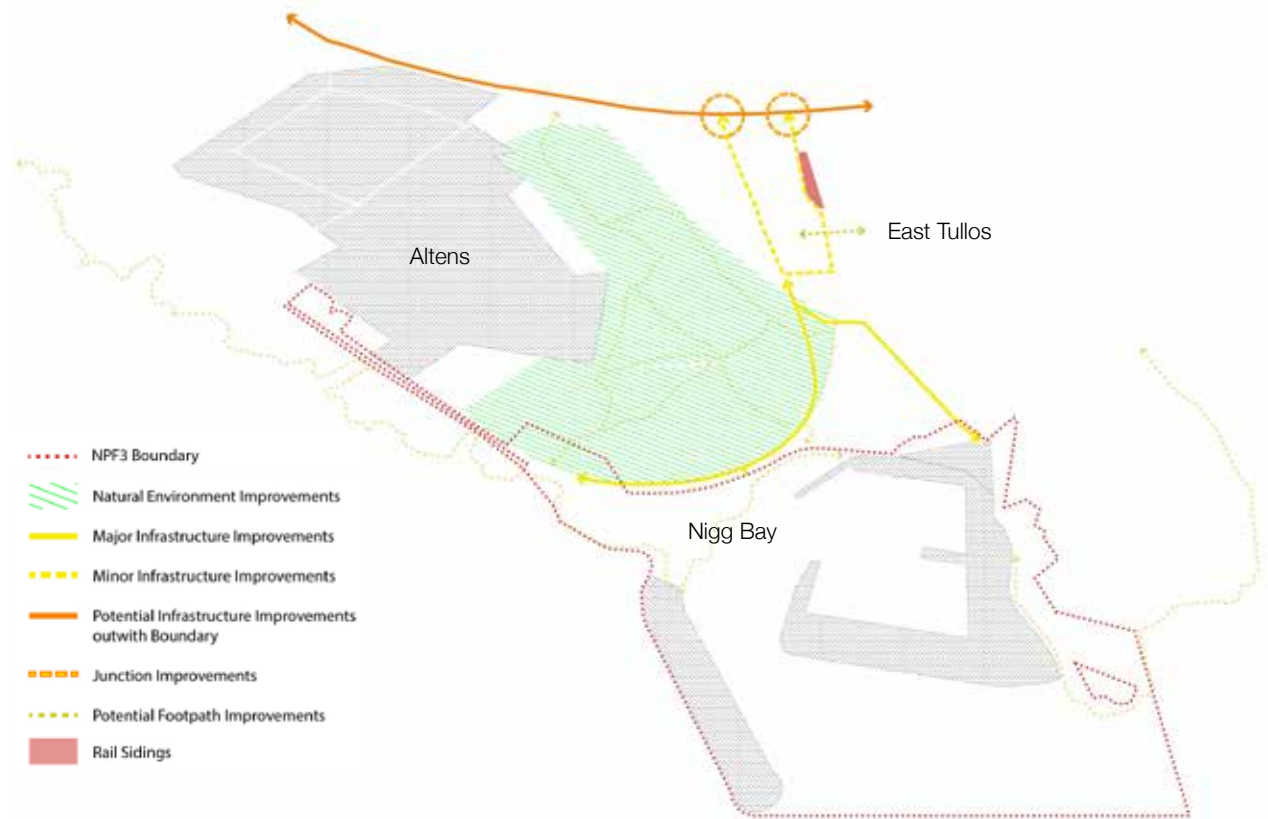 East Tullos
Altens
Nigg Bay
NPF3 Boundary
Natural Environment Improvements
Major Infrastructure Improvements
Minor Infrastructure Improvements
Potential Infrastructure Improvements
outwith Boundary
Junction Improvements
Potential Footpath Improvements
Rail Sidings